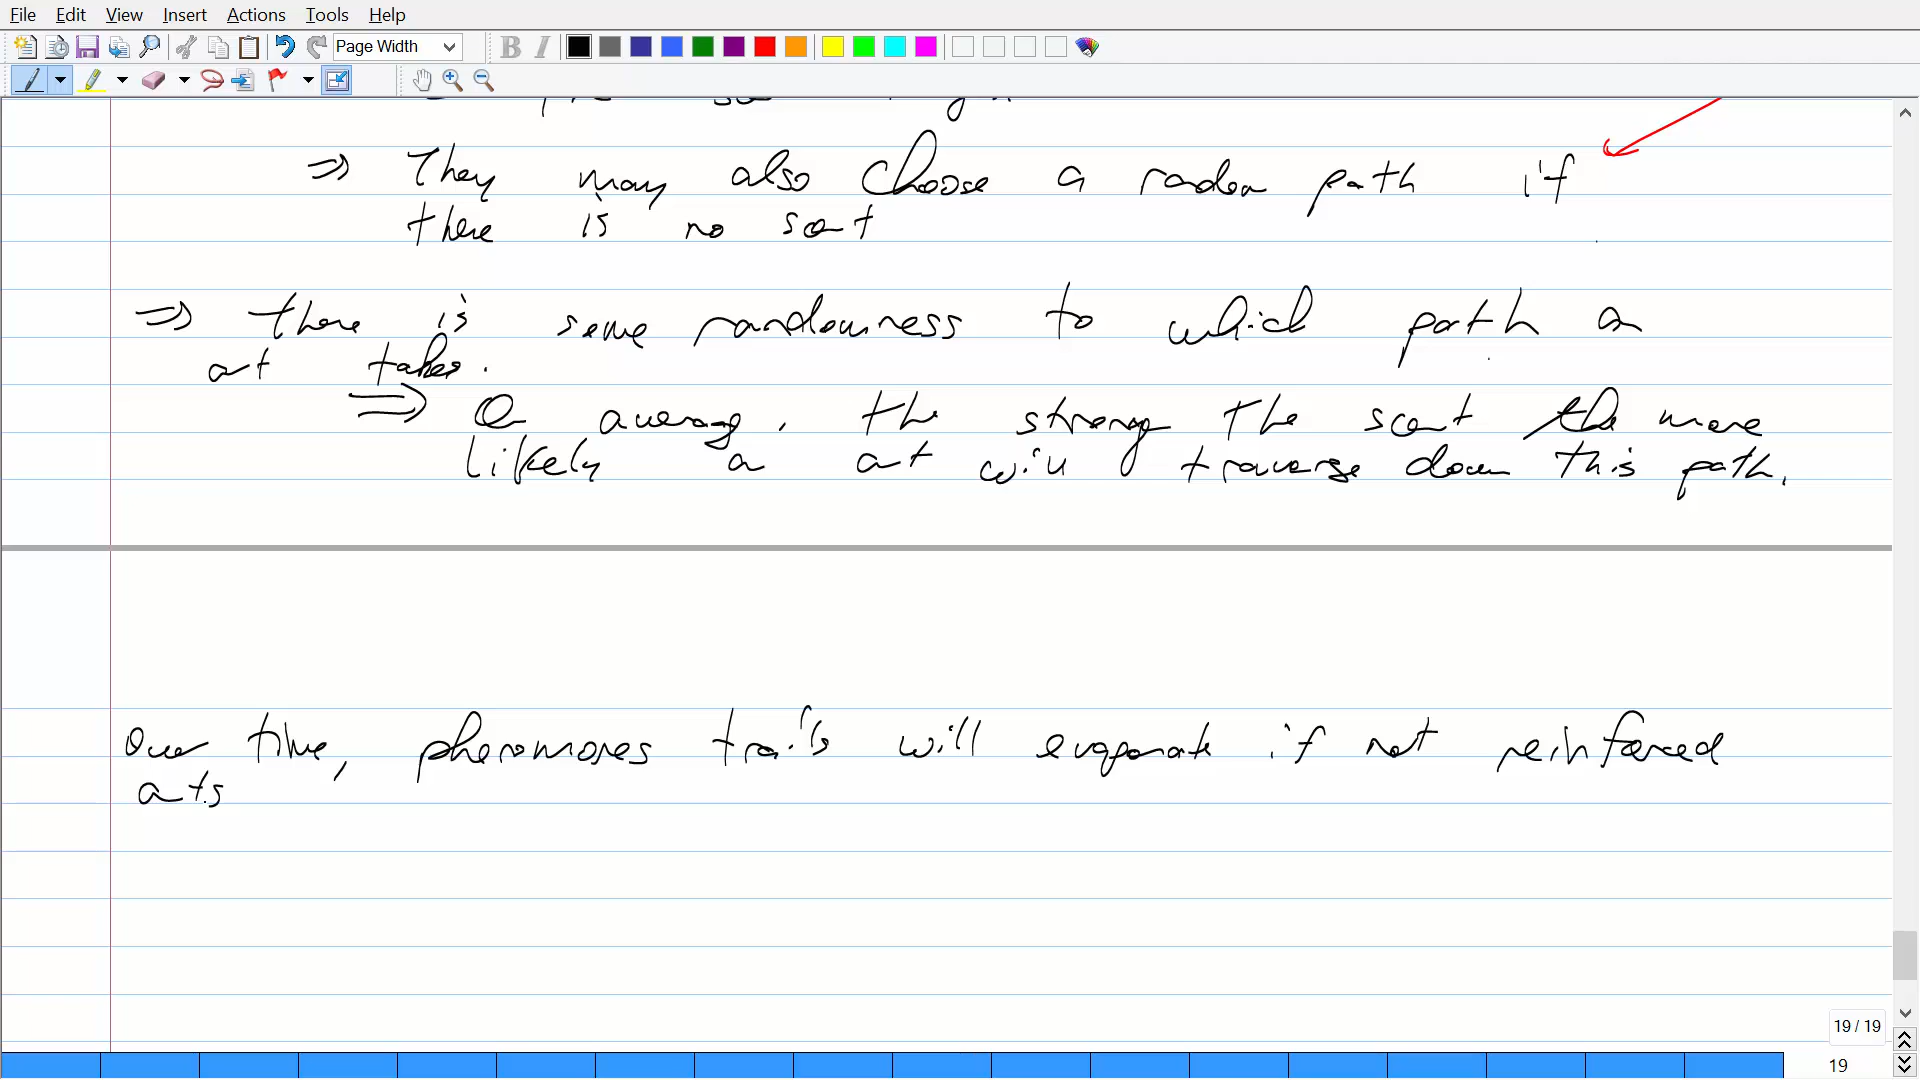 File Edit View Insert Actions Tools Help
Page Width
B I
⇒ They may also choose a random path if
there is no scent
⇒ there is some randomness to which path an
ant takes.
⇒ On average, the strong the scent the more
likely an ant will traverse down this path.
Over time, pheromones trails will evaporate if not reinforced
ants
19 / 19
19